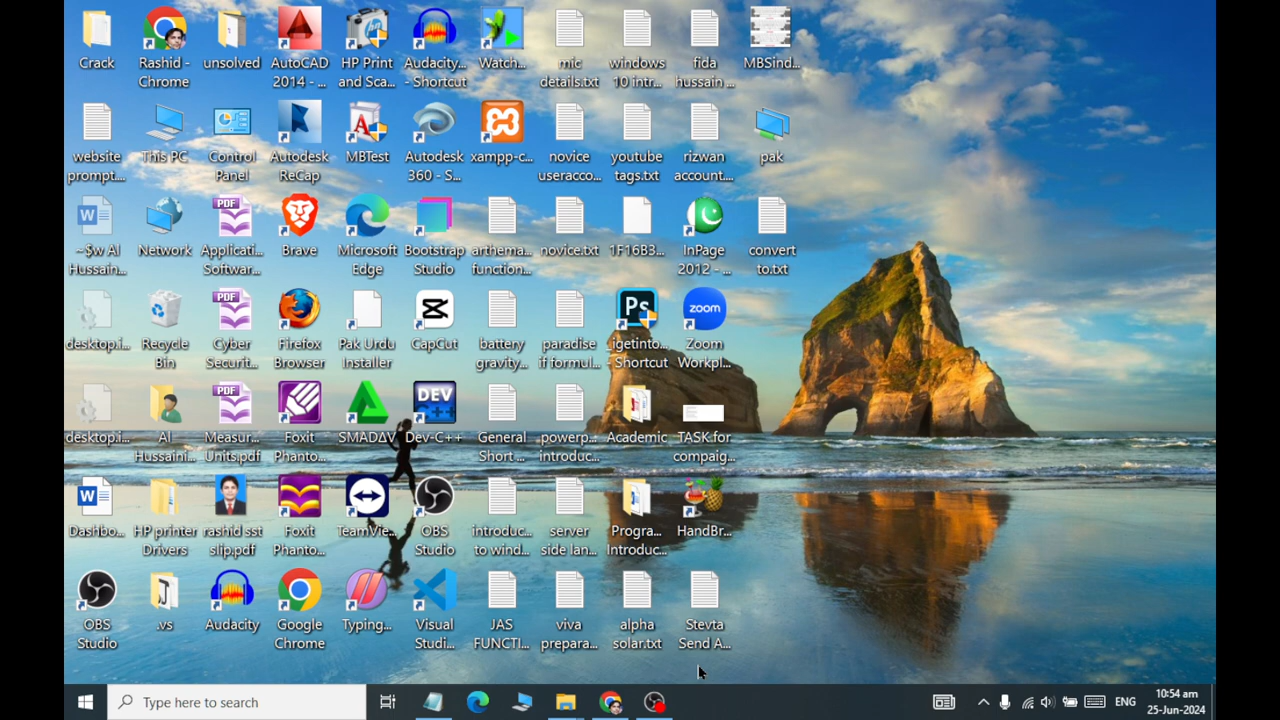 Crack
Rashid -
Chrome
unsolved
AutoCAD
2014 - ...
HP Print
and Sca...
Audacity...
- Shortcut
Watch...
mic
details.txt
windows
10 intr...
fida
hussain ...
MBSind...
website
prompt....
This PC
Control
Panel
Autodesk
ReCap
MBTest
Autodesk
360 - S...
xampp-c...
novice
useracco...
youtube
tags.txt
rizwan
account....
pak
~$w Al
Hussain...
Network
PDF
Applicati...
Softwar...
Brave
Microsoft
Edge
Bootstrap
Studio
arthema...
function...
novice.txt
1F16B3...
InPage
2012 - ...
convert
to.txt
desktop.i...
Recycle
Bin
PDF
Cyber
Securit...
Firefox
Browser
Pak Urdu
Installer
CapCut
battery
gravity...
paradise
if formul...
Ps
_igetinto...
- Shortcut
zoom
Zoom
Workpl...
desktop.i...
Al
Hussaini...
PDF
Measur...
Units.pdf
Foxit
Phanto...
SMADAV
DEV
C++
Dev-C++
General
Short ...
powerp...
introduc...
Academic
TASK for
compaig...
W
Dashbo...
HP printer
Drivers
rashid sst
slip.pdf
Foxit
Phanto...
TeamVie...
OBS
Studio
introduc...
to wind...
server
side lan...
Progra...
Introduc...
HandBr...
OBS
Studio
.vs
Audacity
Google
Chrome
Typing...
Visual
Studi...
JAS
FUNCTI...
viva
prepara...
alpha
solar.txt
Stevta
Send A...
Type here to search
ENG
10:54 am
25-Jun-2024